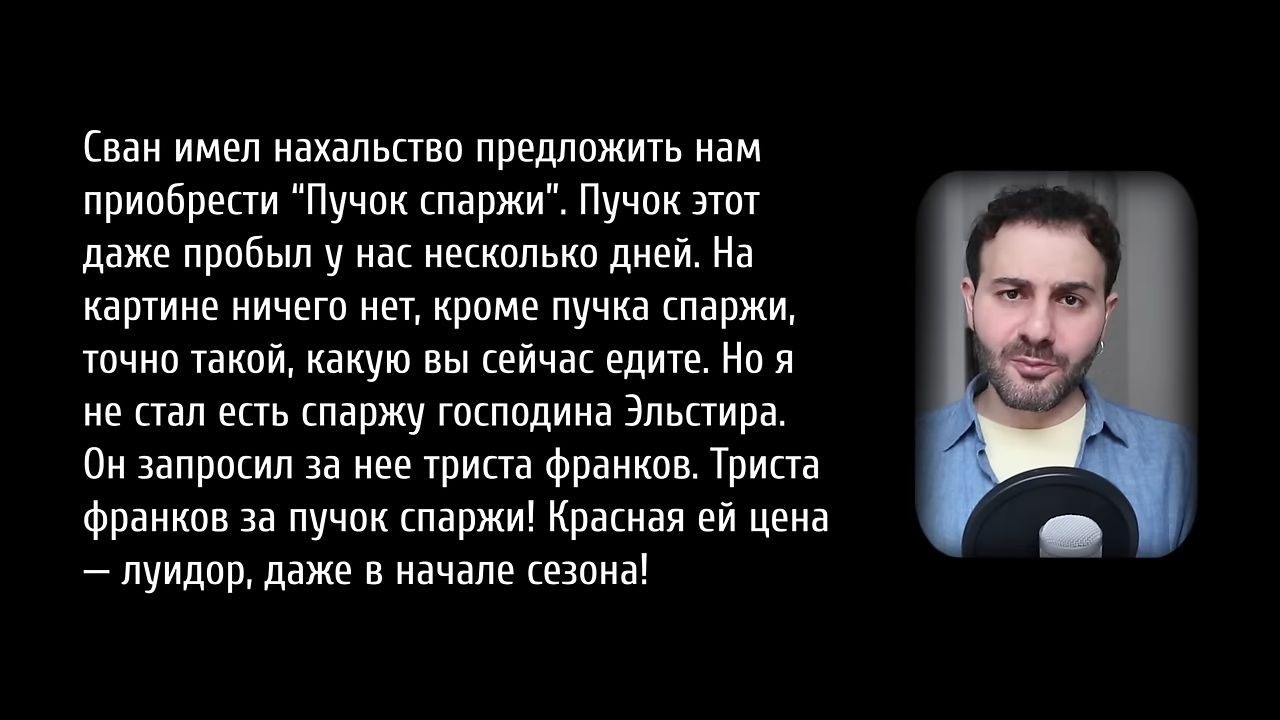 Сван имел нахальство предложить нам
приобрести “Пучок спаржи”. Пучок этот
даже пробыл у нас несколько дней. На
картине ничего нет, кроме пучка спаржи,
точно такой, какую вы сейчас едите. Но я
не стал есть спаржу господина Эльстира.
Он запросил за нее триста франков. Триста
франков за пучок спаржи! Красная ей цена
— луидор, даже в начале сезона!